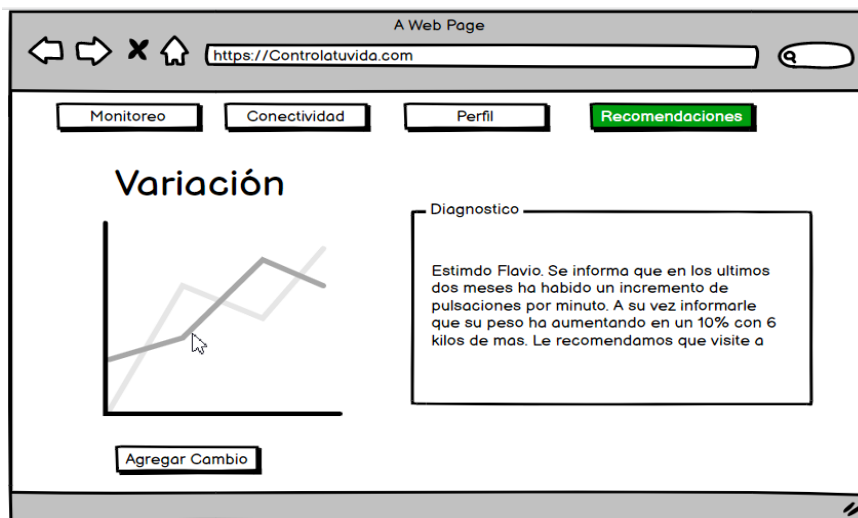 A Web Page
https://Controlatuvida.com
Monitoreo
Conectividad
Perfil
Recomendaciones
Variación
Diagnostico
Estimdo Flavio. Se informa que en los ultimos
dos meses ha habido un incremento de
pulsaciones por minuto. A su vez informarle
que su peso ha aumentando en un 10% con 6
kilos de mas. Le recomendamos que visite a
Agregar Cambio